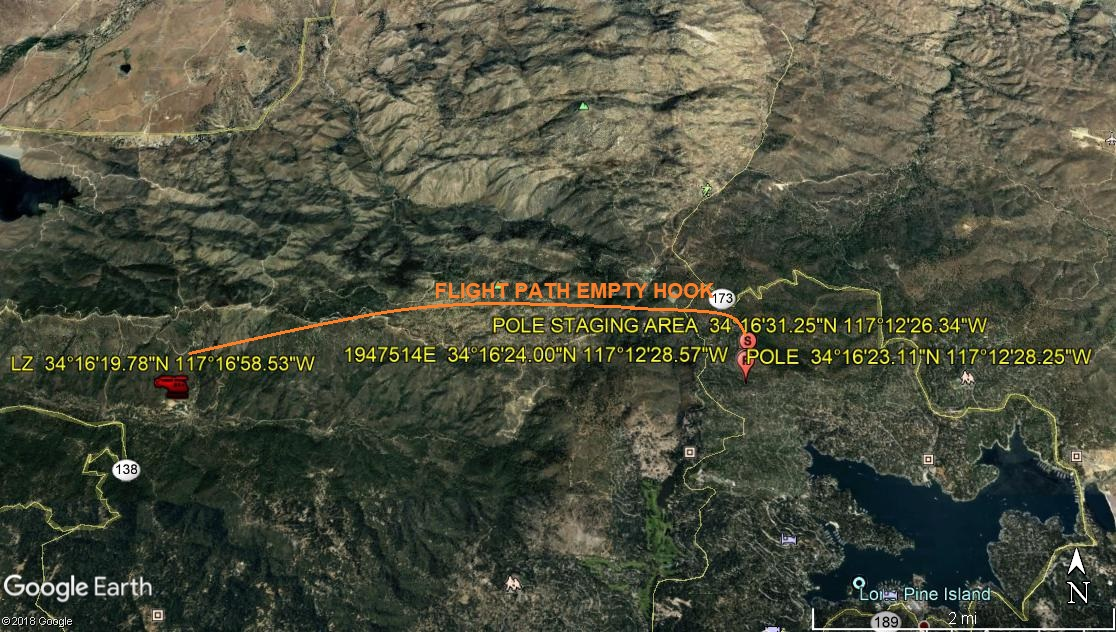 FLIGHT PATH EMPTY HOOK
173
POLE STAGING AREA 34°16'31.25"N 117°12'26.34"W
S
LZ 34°16'19.78"N 117°16'58.53"W
1947514E 34°16'24.00"N 117°12'28.57"W
POLE 34°16'23.11"N 117°12'28.25"W
138
N
Google Earth
Pine Island
2 mi
©2018 Google
189